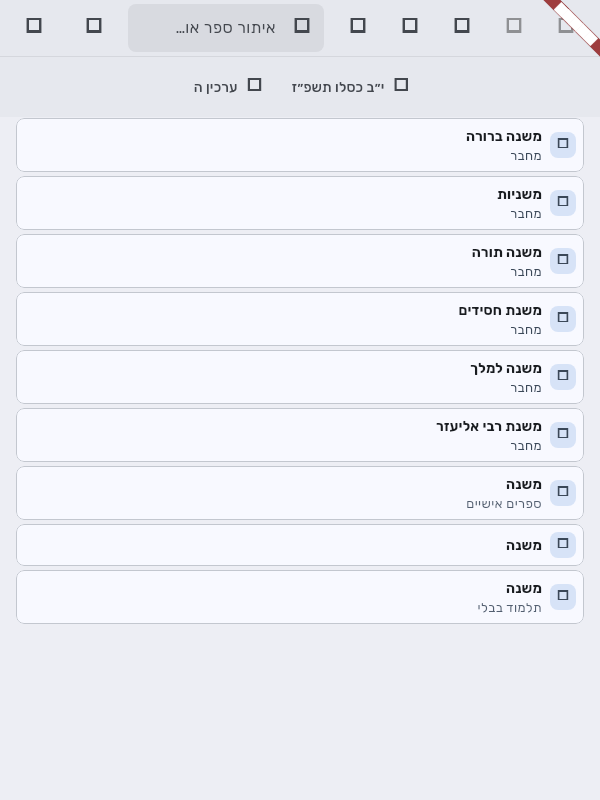 איתור ספר או...
י״ב כסלו תשפ״ז
ערכין ה
משנה ברורה
מחבר
משניות
מחבר
משנה תורה
מחבר
משנת חסידים
מחבר
משנה למלך
מחבר
משנת רבי אליעזר
מחבר
משנה
ספרים אישיים
משנה
משנה
תלמוד בבלי